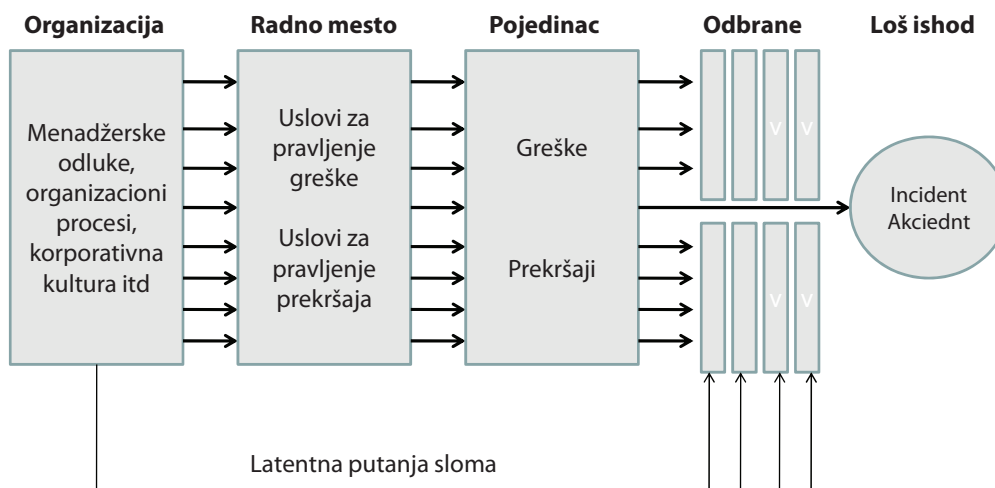 Organizacija
Radno mesto
Pojedinac
Odbrane
Loš ishod
Menadžerske
odluke,
organizacioni
procesi,
korporativna
kultura itd
Uslovi za
pravljenje
greške
Uslovi za
pravljenje
prekršaja
Greške
Prekršaji
V
V
V
V
Incident
Akciednt
Latentna putanja sloma